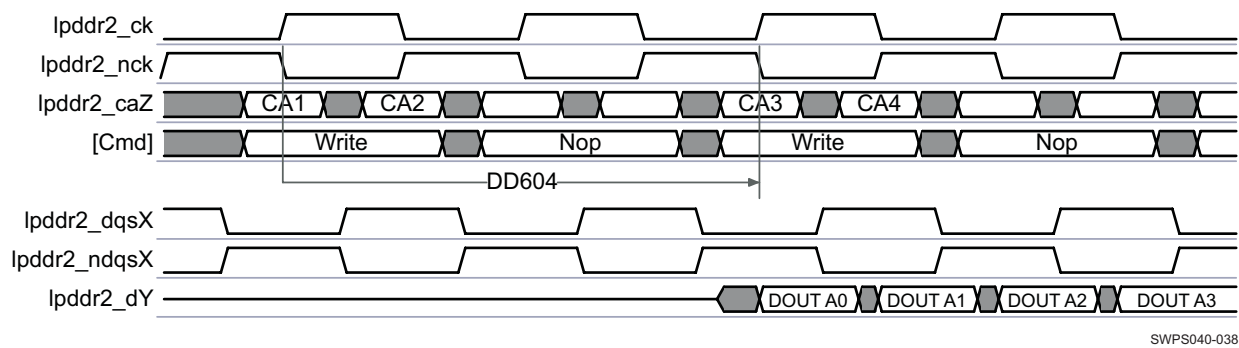 lpddr2_ck
lpddr2_nck
lpddr2_caZ CA1 CA2 CA3 CA4
[Cmd] Write Nop Write Nop
DD604
lpddr2_dqsX
lpddr2_ndqsX
lpddr2_dY DOUT A0 DOUT A1 DOUT A2 DOUT A3
SWPS040-038